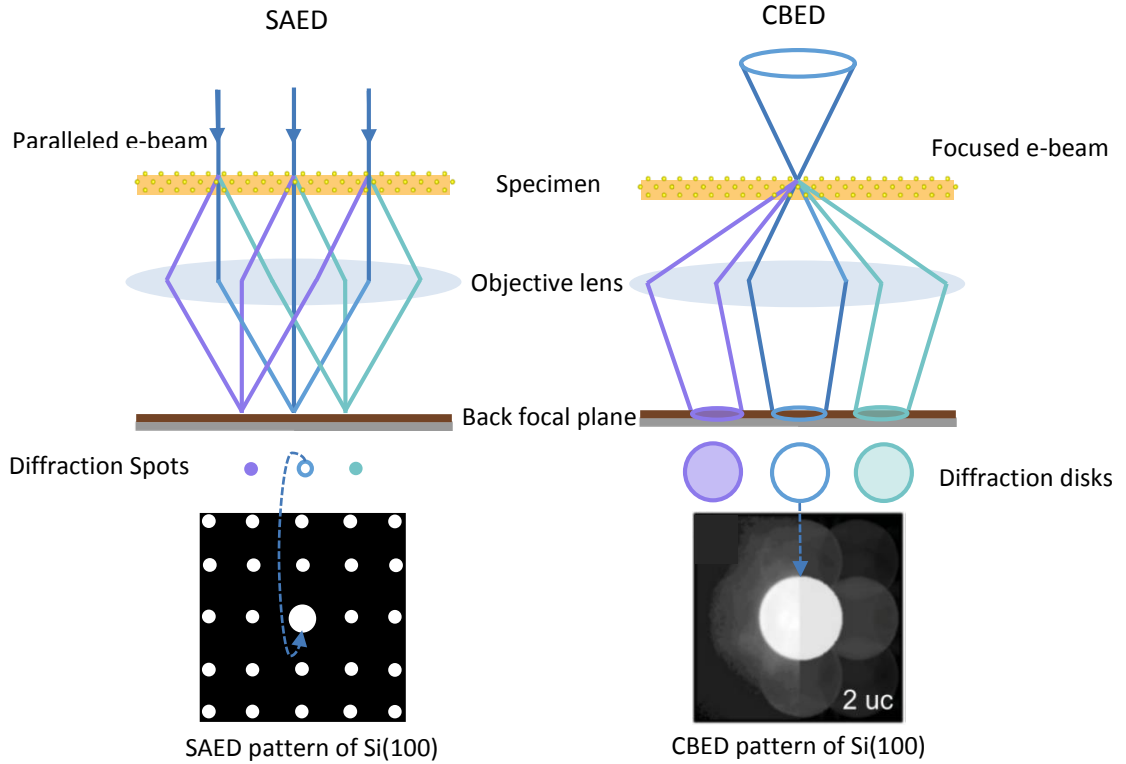 SAED
CBED
Paralleled e-beam
Focused e-beam
Specimen
Objective lens
Back focal plane
Diffraction Spots
Diffraction disks
2 uc
SAED pattern of Si(100)
CBED pattern of Si(100)